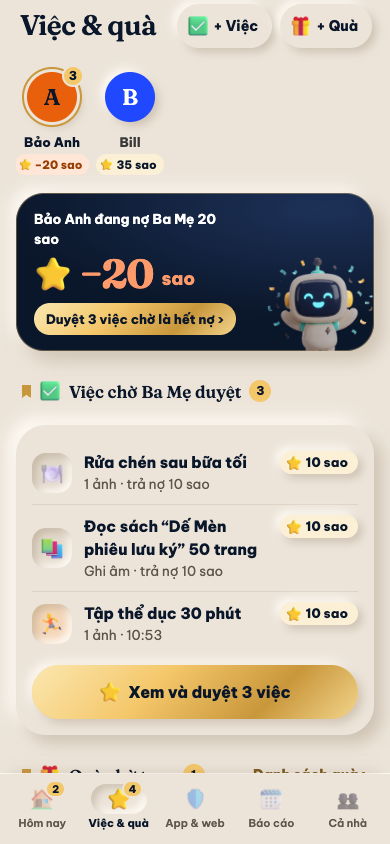 Việc & quà
+ Việc
+ Quà
A
3
B
Bảo Anh
Bill
−20 sao
35 sao
Bảo Anh đang nợ Ba Mẹ 20
sao
−20 sao
Duyệt 3 việc chờ là hết nợ ›
Việc chờ Ba Mẹ duyệt 3
Rửa chén sau bữa tối
10 sao
1 ảnh · trả nợ 10 sao
Đọc sách “Dế Mèn
10 sao
phiêu lưu ký” 50 trang
Ghi âm · trả nợ 10 sao
Tập thể dục 30 phút
10 sao
1 ảnh · 10:53
Xem và duyệt 3 việc
2
4
Hôm nay
Việc & quà
App & web
Báo cáo
Cả nhà